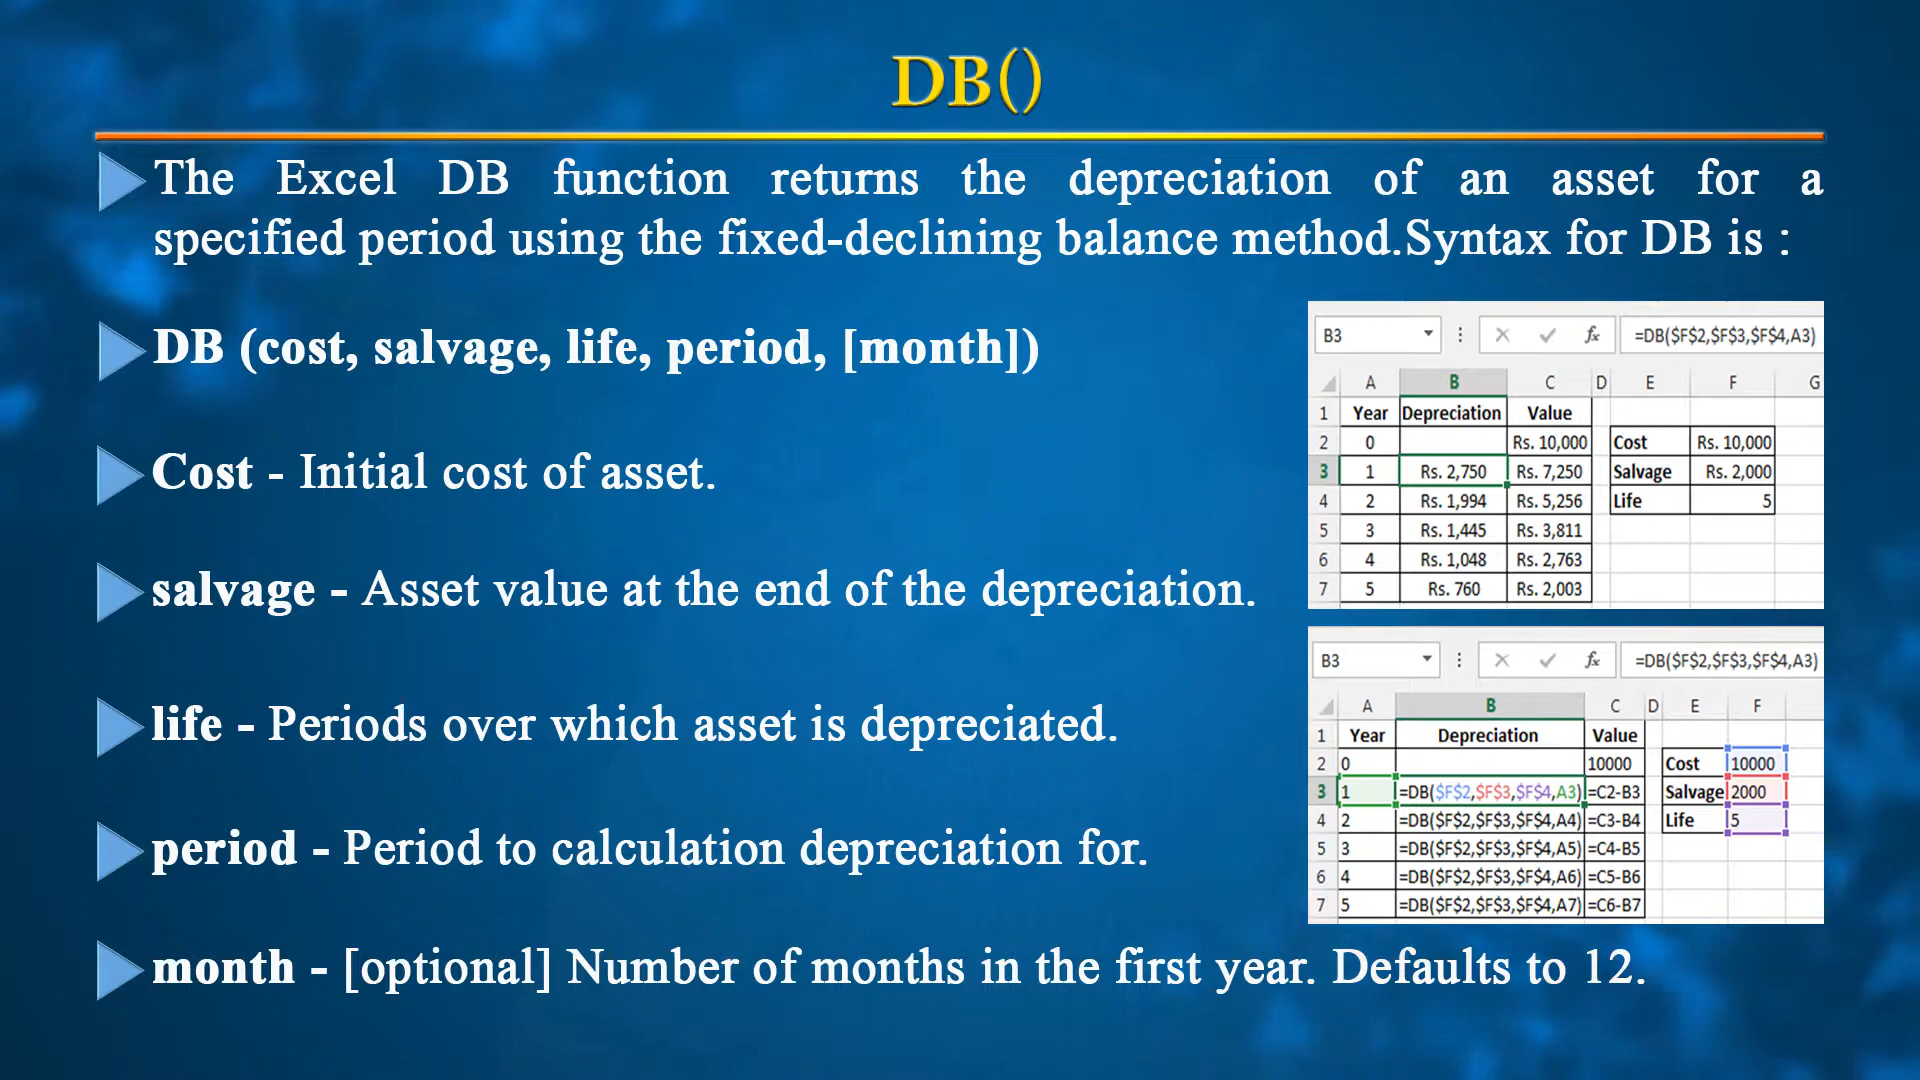 DB()
The Excel DB function returns the depreciation of an asset for a
specified period using the fixed-declining balance method.Syntax for DB is :
DB (cost, salvage, life, period, [month])
Cost - Initial cost of asset.
salvage - Asset value at the end of the depreciation.
life - Periods over which asset is depreciated.
period - Period to calculation depreciation for.
month - [optional] Number of months in the first year. Defaults to 12.
B3 fx =DB($F$2,$F$3,$F$4,A3)
A B C D E F G
1 Year Depreciation Value
2 0 Rs. 10,000 Cost Rs. 10,000
3 1 Rs. 2,750 Rs. 7,250 Salvage Rs. 2,000
4 2 Rs. 1,994 Rs. 5,256 Life 5
5 3 Rs. 1,445 Rs. 3,811
6 4 Rs. 1,048 Rs. 2,763
7 5 Rs. 760 Rs. 2,003
B3 fx =DB($F$2,$F$3,$F$4,A3)
A B C D E F
1 Year Depreciation Value
2 0 10000 Cost 10000
3 1 =DB($F$2,$F$3,$F$4,A3) =C2-B3 Salvage 2000
4 2 =DB($F$2,$F$3,$F$4,A4) =C3-B4 Life 5
5 3 =DB($F$2,$F$3,$F$4,A5) =C4-B5
6 4 =DB($F$2,$F$3,$F$4,A6) =C5-B6
7 5 =DB($F$2,$F$3,$F$4,A7) =C6-B7